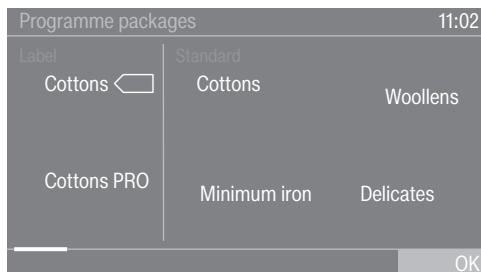 Programme packages 11:02
Label Standard
Cottons Cottons
Woollens
Cottons PRO
Minimum iron Delicates
OK